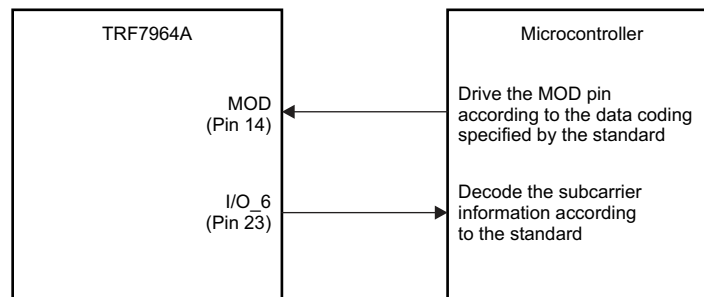 TRF7964A
Microcontroller
MOD
(Pin 14)
Drive the MOD pin
according to the data coding
specified by the standard
I/O_6
(Pin 23)
Decode the subcarrier
information according
to the standard